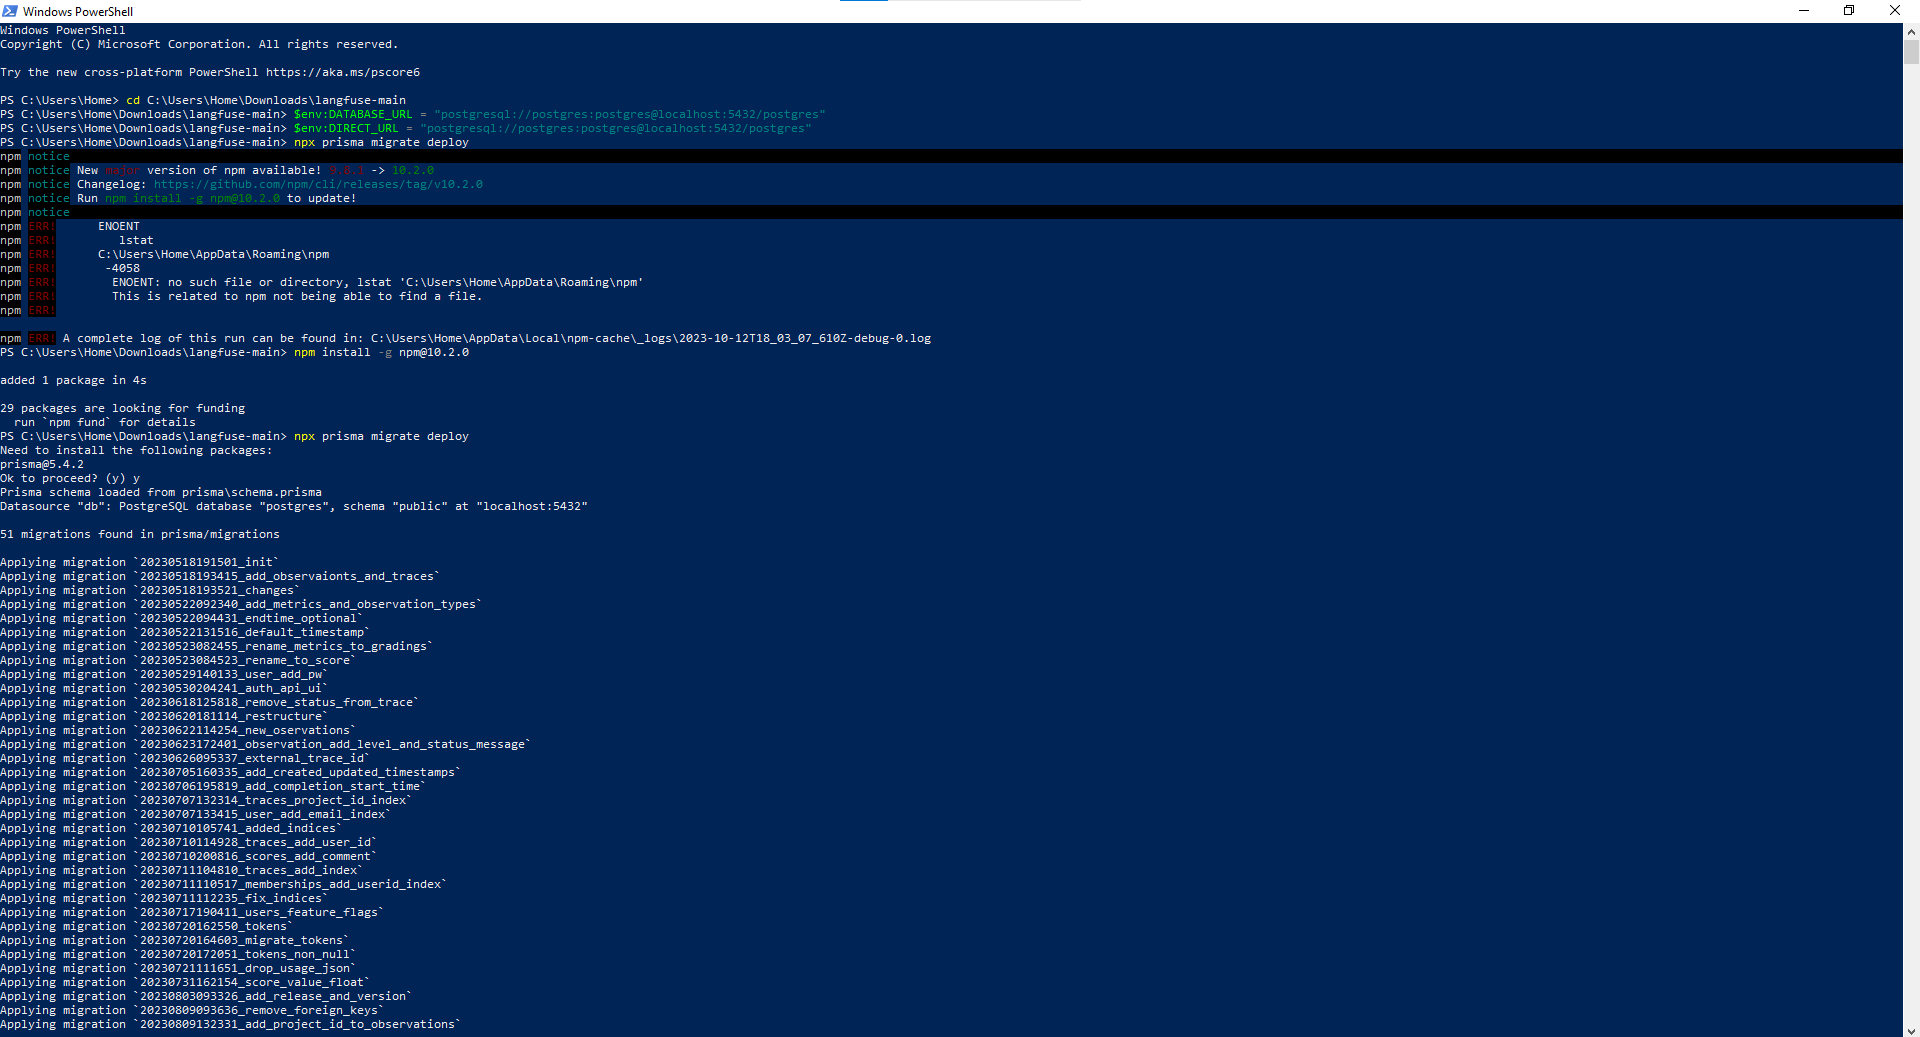 Windows PowerShell
Windows PowerShell
Copyright (C) Microsoft Corporation. All rights reserved.
Try the new cross-platform PowerShell https://aka.ms/pscore6
PS C:\Users\Home> cd C:\Users\Home\Downloads\langfuse-main
PS C:\Users\Home\Downloads\langfuse-main> $env:DATABASE_URL = "postgresql://postgres:postgres@localhost:5432/postgres"
PS C:\Users\Home\Downloads\langfuse-main> $env:DIRECT_URL = "postgresql://postgres:postgres@localhost:5432/postgres"
PS C:\Users\Home\Downloads\langfuse-main> npx prisma migrate deploy
npm notice
npm notice New major version of npm available! 9.8.1 -> 10.2.0
npm notice Changelog: https://github.com/npm/cli/releases/tag/v10.2.0
npm notice Run npm install -g npm@10.2.0 to update!
npm notice
npm ERR! ENOENT
npm ERR! lstat
npm ERR! C:\Users\Home\AppData\Roaming\npm
npm ERR! -4058
npm ERR! ENOENT: no such file or directory, lstat 'C:\Users\Home\AppData\Roaming\npm'
npm ERR! This is related to npm not being able to find a file.
npm ERR!
npm ERR! A complete log of this run can be found in: C:\Users\Home\AppData\Local\npm-cache\_logs\2023-10-12T18_03_07_610Z-debug-0.log
PS C:\Users\Home\Downloads\langfuse-main> npm install -g npm@10.2.0
added 1 package in 4s
29 packages are looking for funding
run `npm fund` for details
PS C:\Users\Home\Downloads\langfuse-main> npx prisma migrate deploy
Need to install the following packages:
prisma@5.4.2
Ok to proceed? (y) y
Prisma schema loaded from prisma\schema.prisma
Datasource "db": PostgreSQL database "postgres", schema "public" at "localhost:5432"
51 migrations found in prisma/migrations
Applying migration `20230518191501_init`
Applying migration `20230518193415_add_observaionts_and_traces`
Applying migration `20230518193521_changes`
Applying migration `20230522092340_add_metrics_and_observation_types`
Applying migration `20230522094431_endtime_optional`
Applying migration `20230522131516_default_timestamp`
Applying migration `20230523082455_rename_metrics_to_gradings`
Applying migration `20230523084523_rename_to_score`
Applying migration `20230529140133_user_add_pw`
Applying migration `20230530204241_auth_api_ui`
Applying migration `20230618125818_remove_status_from_trace`
Applying migration `20230620181114_restructure`
Applying migration `20230622114254_new_oservations`
Applying migration `20230623172401_observation_add_level_and_status_message`
Applying migration `20230626095337_external_trace_id`
Applying migration `20230705160335_add_created_updated_timestamps`
Applying migration `20230706195819_add_completion_start_time`
Applying migration `20230707132314_traces_project_id_index`
Applying migration `20230707133415_user_add_email_index`
Applying migration `20230710105741_added_indices`
Applying migration `20230710114928_traces_add_user_id`
Applying migration `20230710200816_scores_add_comment`
Applying migration `20230711104810_traces_add_index`
Applying migration `20230711110517_memberships_add_userid_index`
Applying migration `20230711112235_fix_indices`
Applying migration `20230717190411_users_feature_flags`
Applying migration `20230720162550_tokens`
Applying migration `20230720164603_migrate_tokens`
Applying migration `20230720172051_tokens_non_null`
Applying migration `20230721111651_drop_usage_json`
Applying migration `20230731162154_score_value_float`
Applying migration `20230803093326_add_release_and_version`
Applying migration `20230809093636_remove_foreign_keys`
Applying migration `20230809132331_add_project_id_to_observations`